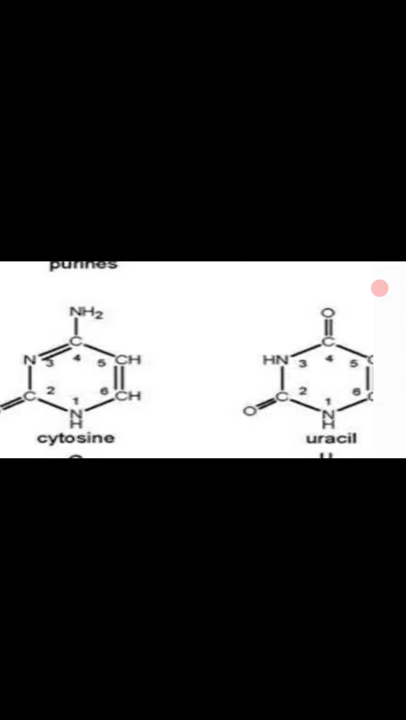 purines
NH2 O
C C
N 3 4 5 CH HN 3 4 5 C
C 2 1 6 CH O C 2 1 6 C
N N
H H
cytosine uracil